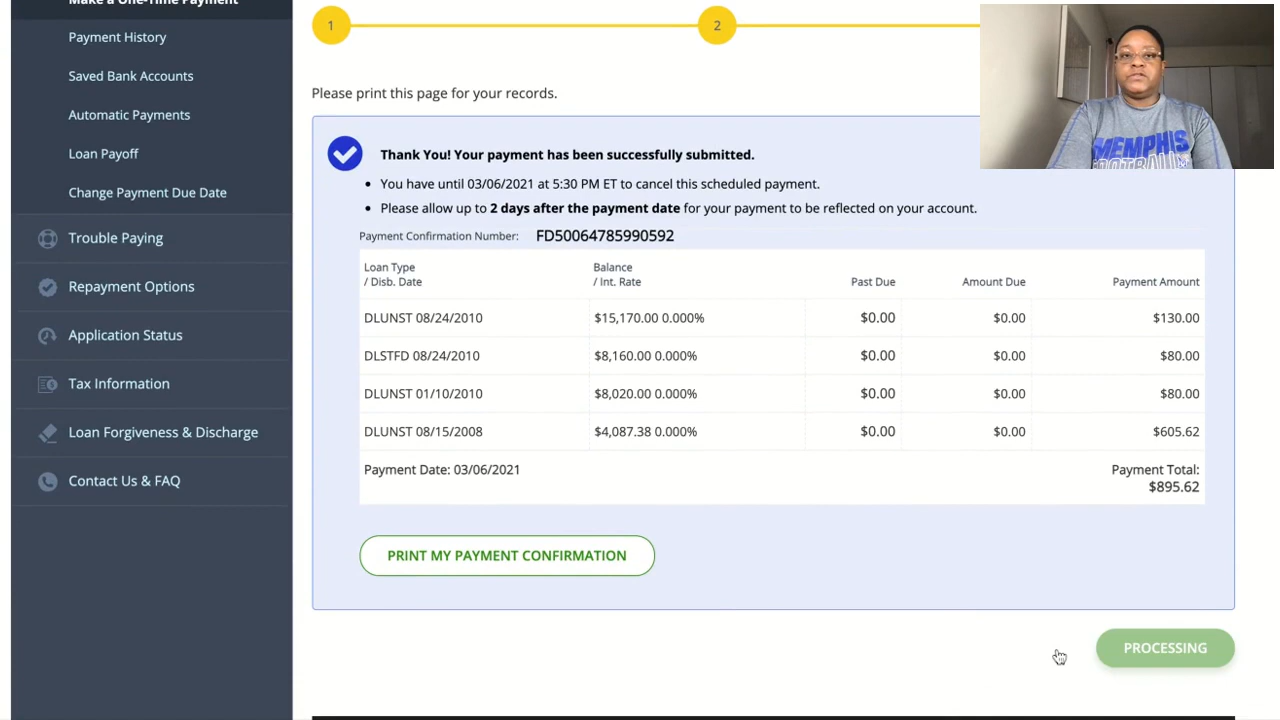 Make a One-Time Payment
Payment History
Saved Bank Accounts
Automatic Payments
Loan Payoff
Change Payment Due Date
Trouble Paying
Repayment Options
Application Status
Tax Information
Loan Forgiveness & Discharge
Contact Us & FAQ
1
2
Please print this page for your records.
Thank You! Your payment has been successfully submitted.
• You have until 03/06/2021 at 5:30 PM ET to cancel this scheduled payment.
• Please allow up to 2 days after the payment date for your payment to be reflected on your account.
Payment Confirmation Number: FD50064785990592
Loan Type / Disb. Date Balance / Int. Rate Past Due Amount Due Payment Amount
DLUNST 08/24/2010 $15,170.00 0.000% $0.00 $0.00 $130.00
DLSTFD 08/24/2010 $8,160.00 0.000% $0.00 $0.00 $80.00
DLUNST 01/10/2010 $8,020.00 0.000% $0.00 $0.00 $80.00
DLUNST 08/15/2008 $4,087.38 0.000% $0.00 $0.00 $605.62
Payment Date: 03/06/2021 Payment Total:
$895.62
PRINT MY PAYMENT CONFIRMATION
PROCESSING
MEMPHIS
FOOTBALL